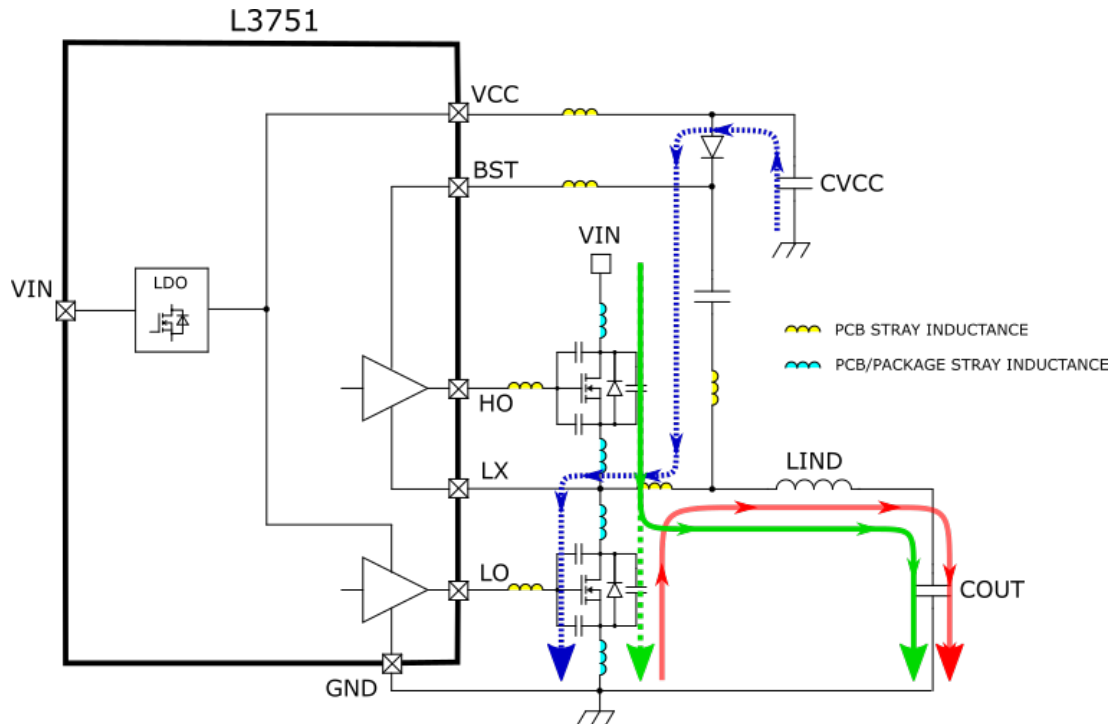 L3751
VCC
BST
CVCC
VIN
VIN
LDO
PCB STRAY INDUCTANCE
PCB/PACKAGE STRAY INDUCTANCE
HO
LX
LIND
LO
COUT
GND